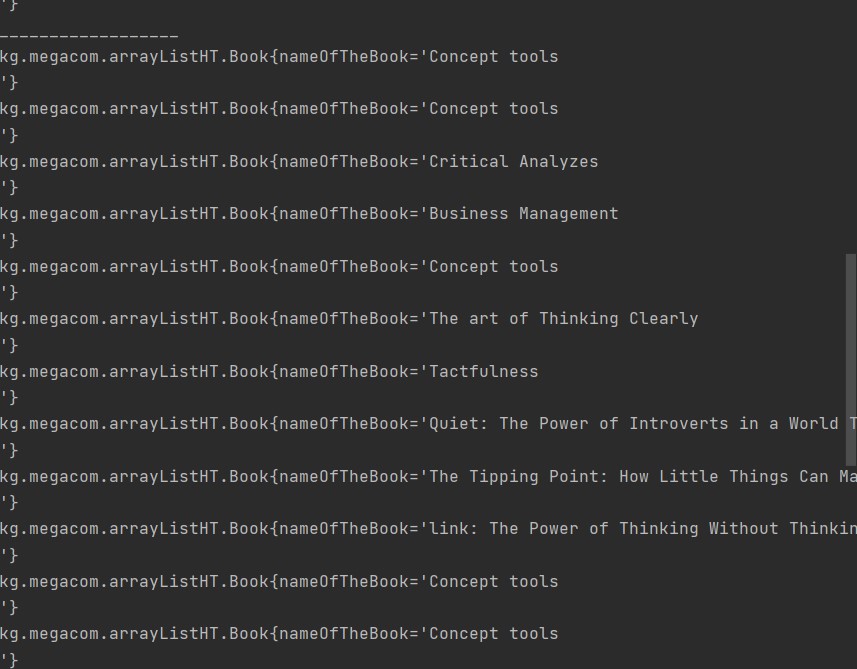 '}
__________________
kg.megacom.arrayListHT.Book{nameOfTheBook='Concept tools
'}
kg.megacom.arrayListHT.Book{nameOfTheBook='Concept tools
'}
kg.megacom.arrayListHT.Book{nameOfTheBook='Critical Analyzes
'}
kg.megacom.arrayListHT.Book{nameOfTheBook='Business Management
'}
kg.megacom.arrayListHT.Book{nameOfTheBook='Concept tools
'}
kg.megacom.arrayListHT.Book{nameOfTheBook='The art of Thinking Clearly
'}
kg.megacom.arrayListHT.Book{nameOfTheBook='Tactfulness
'}
kg.megacom.arrayListHT.Book{nameOfTheBook='Quiet: The Power of Introverts in a World T
'}
kg.megacom.arrayListHT.Book{nameOfTheBook='The Tipping Point: How Little Things Can Ma
'}
kg.megacom.arrayListHT.Book{nameOfTheBook='link: The Power of Thinking Without Thinkin
'}
kg.megacom.arrayListHT.Book{nameOfTheBook='Concept tools
'}
kg.megacom.arrayListHT.Book{nameOfTheBook='Concept tools
'}